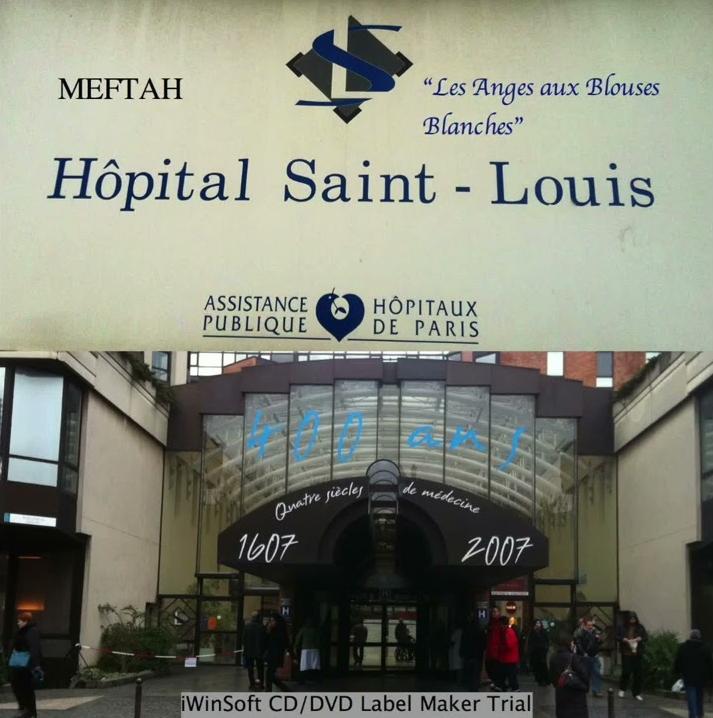 MEFTAH
“Les Anges aux Blouses
Blanches”
Hôpital Saint - Louis
ASSISTANCE HÔPITAUX
PUBLIQUE DE PARIS
400 ans
Quatre siècles de médecine
1607 2007
H H
iWinSoft CD/DVD Label Maker Trial